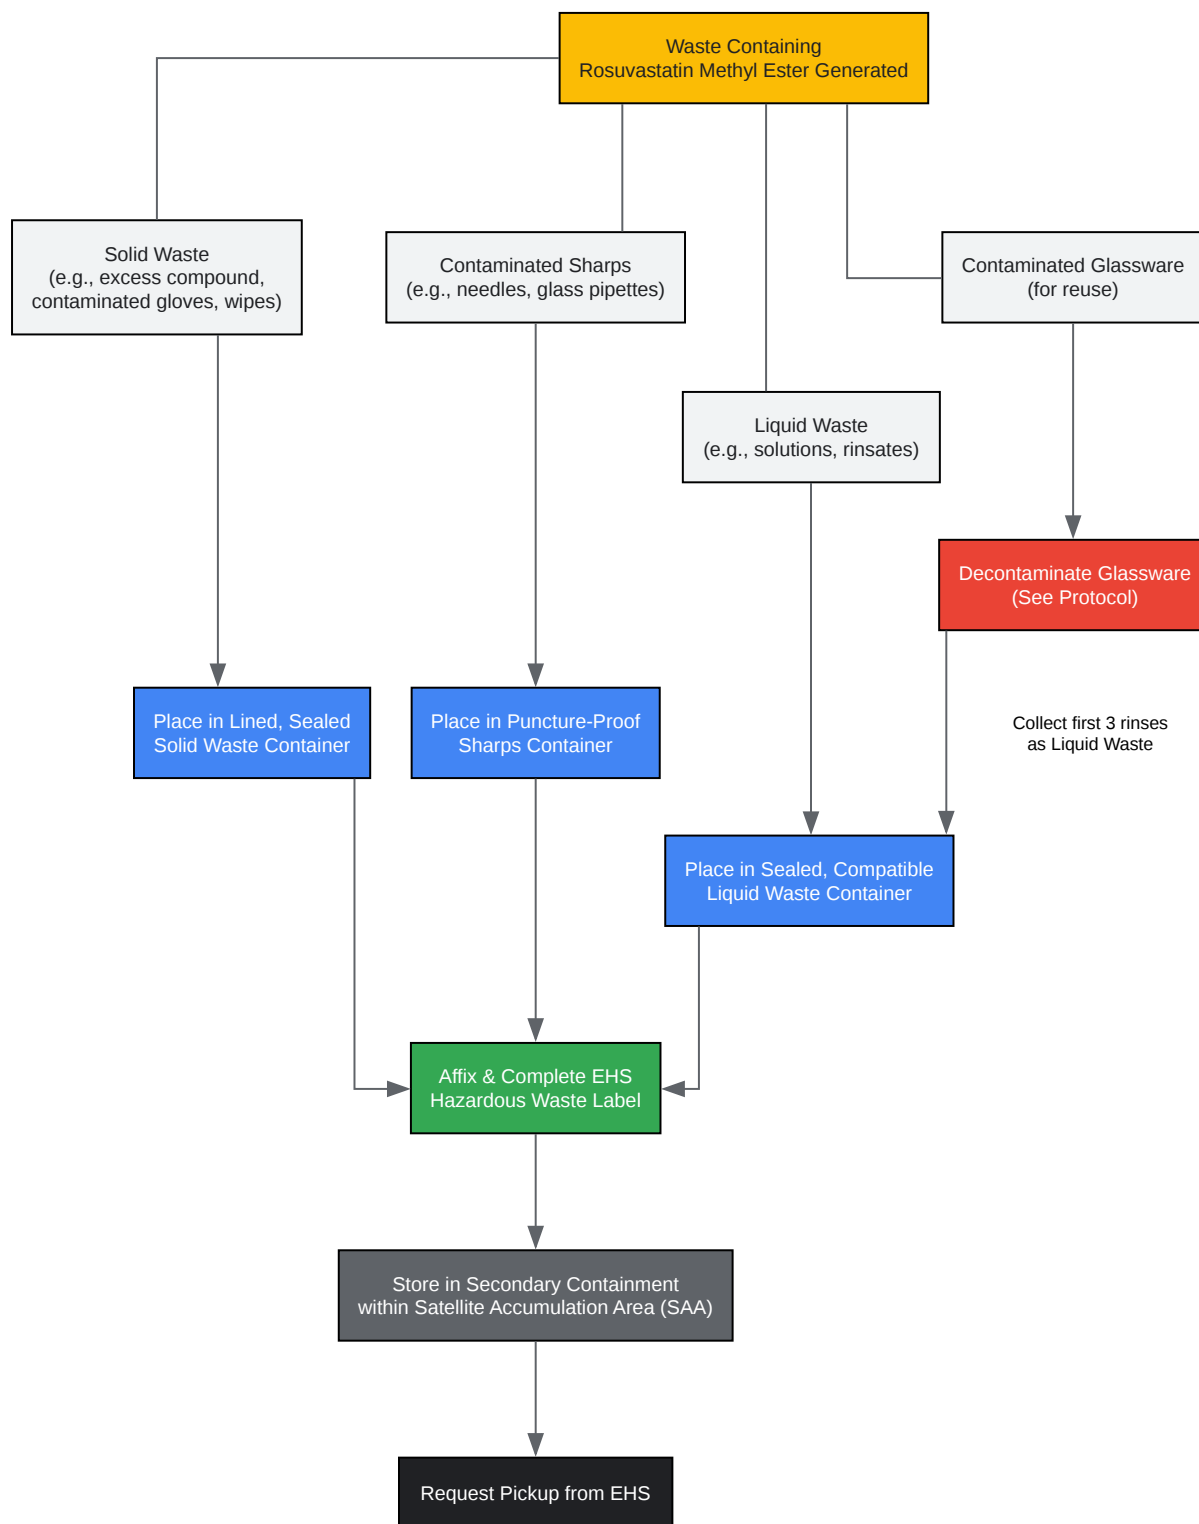 Waste Containing
Rosuvastatin Methyl Ester Generated
Solid Waste
(e.g., excess compound,
contaminated gloves, wipes)
Contaminated Sharps
(e.g., needles, glass pipettes)
Contaminated Glassware
(for reuse)
Liquid Waste
(e.g., solutions, rinsates)
Decontaminate Glassware
(See Protocol)
Place in Lined, Sealed
Solid Waste Container
Place in Puncture-Proof
Sharps Container
Collect first 3 rinses
as Liquid Waste
Place in Sealed, Compatible
Liquid Waste Container
Affix & Complete EHS
Hazardous Waste Label
Store in Secondary Containment
within Satellite Accumulation Area (SAA)
Request Pickup from EHS